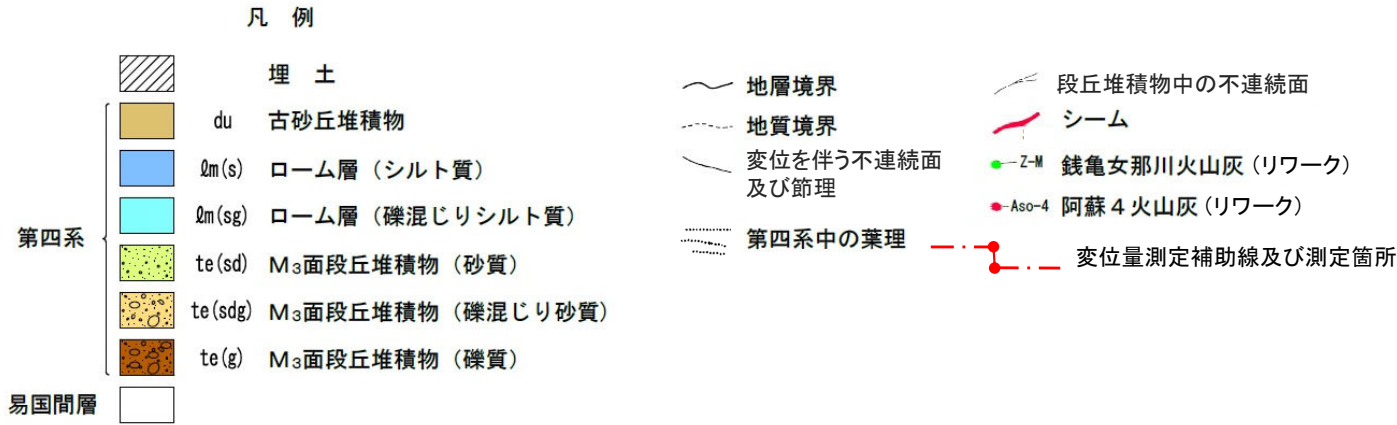 凡 例
埋 土
第四系
du 古砂丘堆積物
ℓm(s) ローム層（シルト質）
ℓm(sg) ローム層（礫混じりシルト質）
te(sd) M₃面段丘堆積物（砂質）
te(sdg) M₃面段丘堆積物（礫混じり砂質）
te(g) M₃面段丘堆積物（礫質）
易国間層
地層境界
地質境界
変位を伴う不連続面
及び節理
第四系中の葉理
段丘堆積物中の不連続面
シーム
Z-M 銭亀女那川火山灰（リワーク）
Aso-4 阿蘇４火山灰（リワーク）
変位量測定補助線及び測定箇所